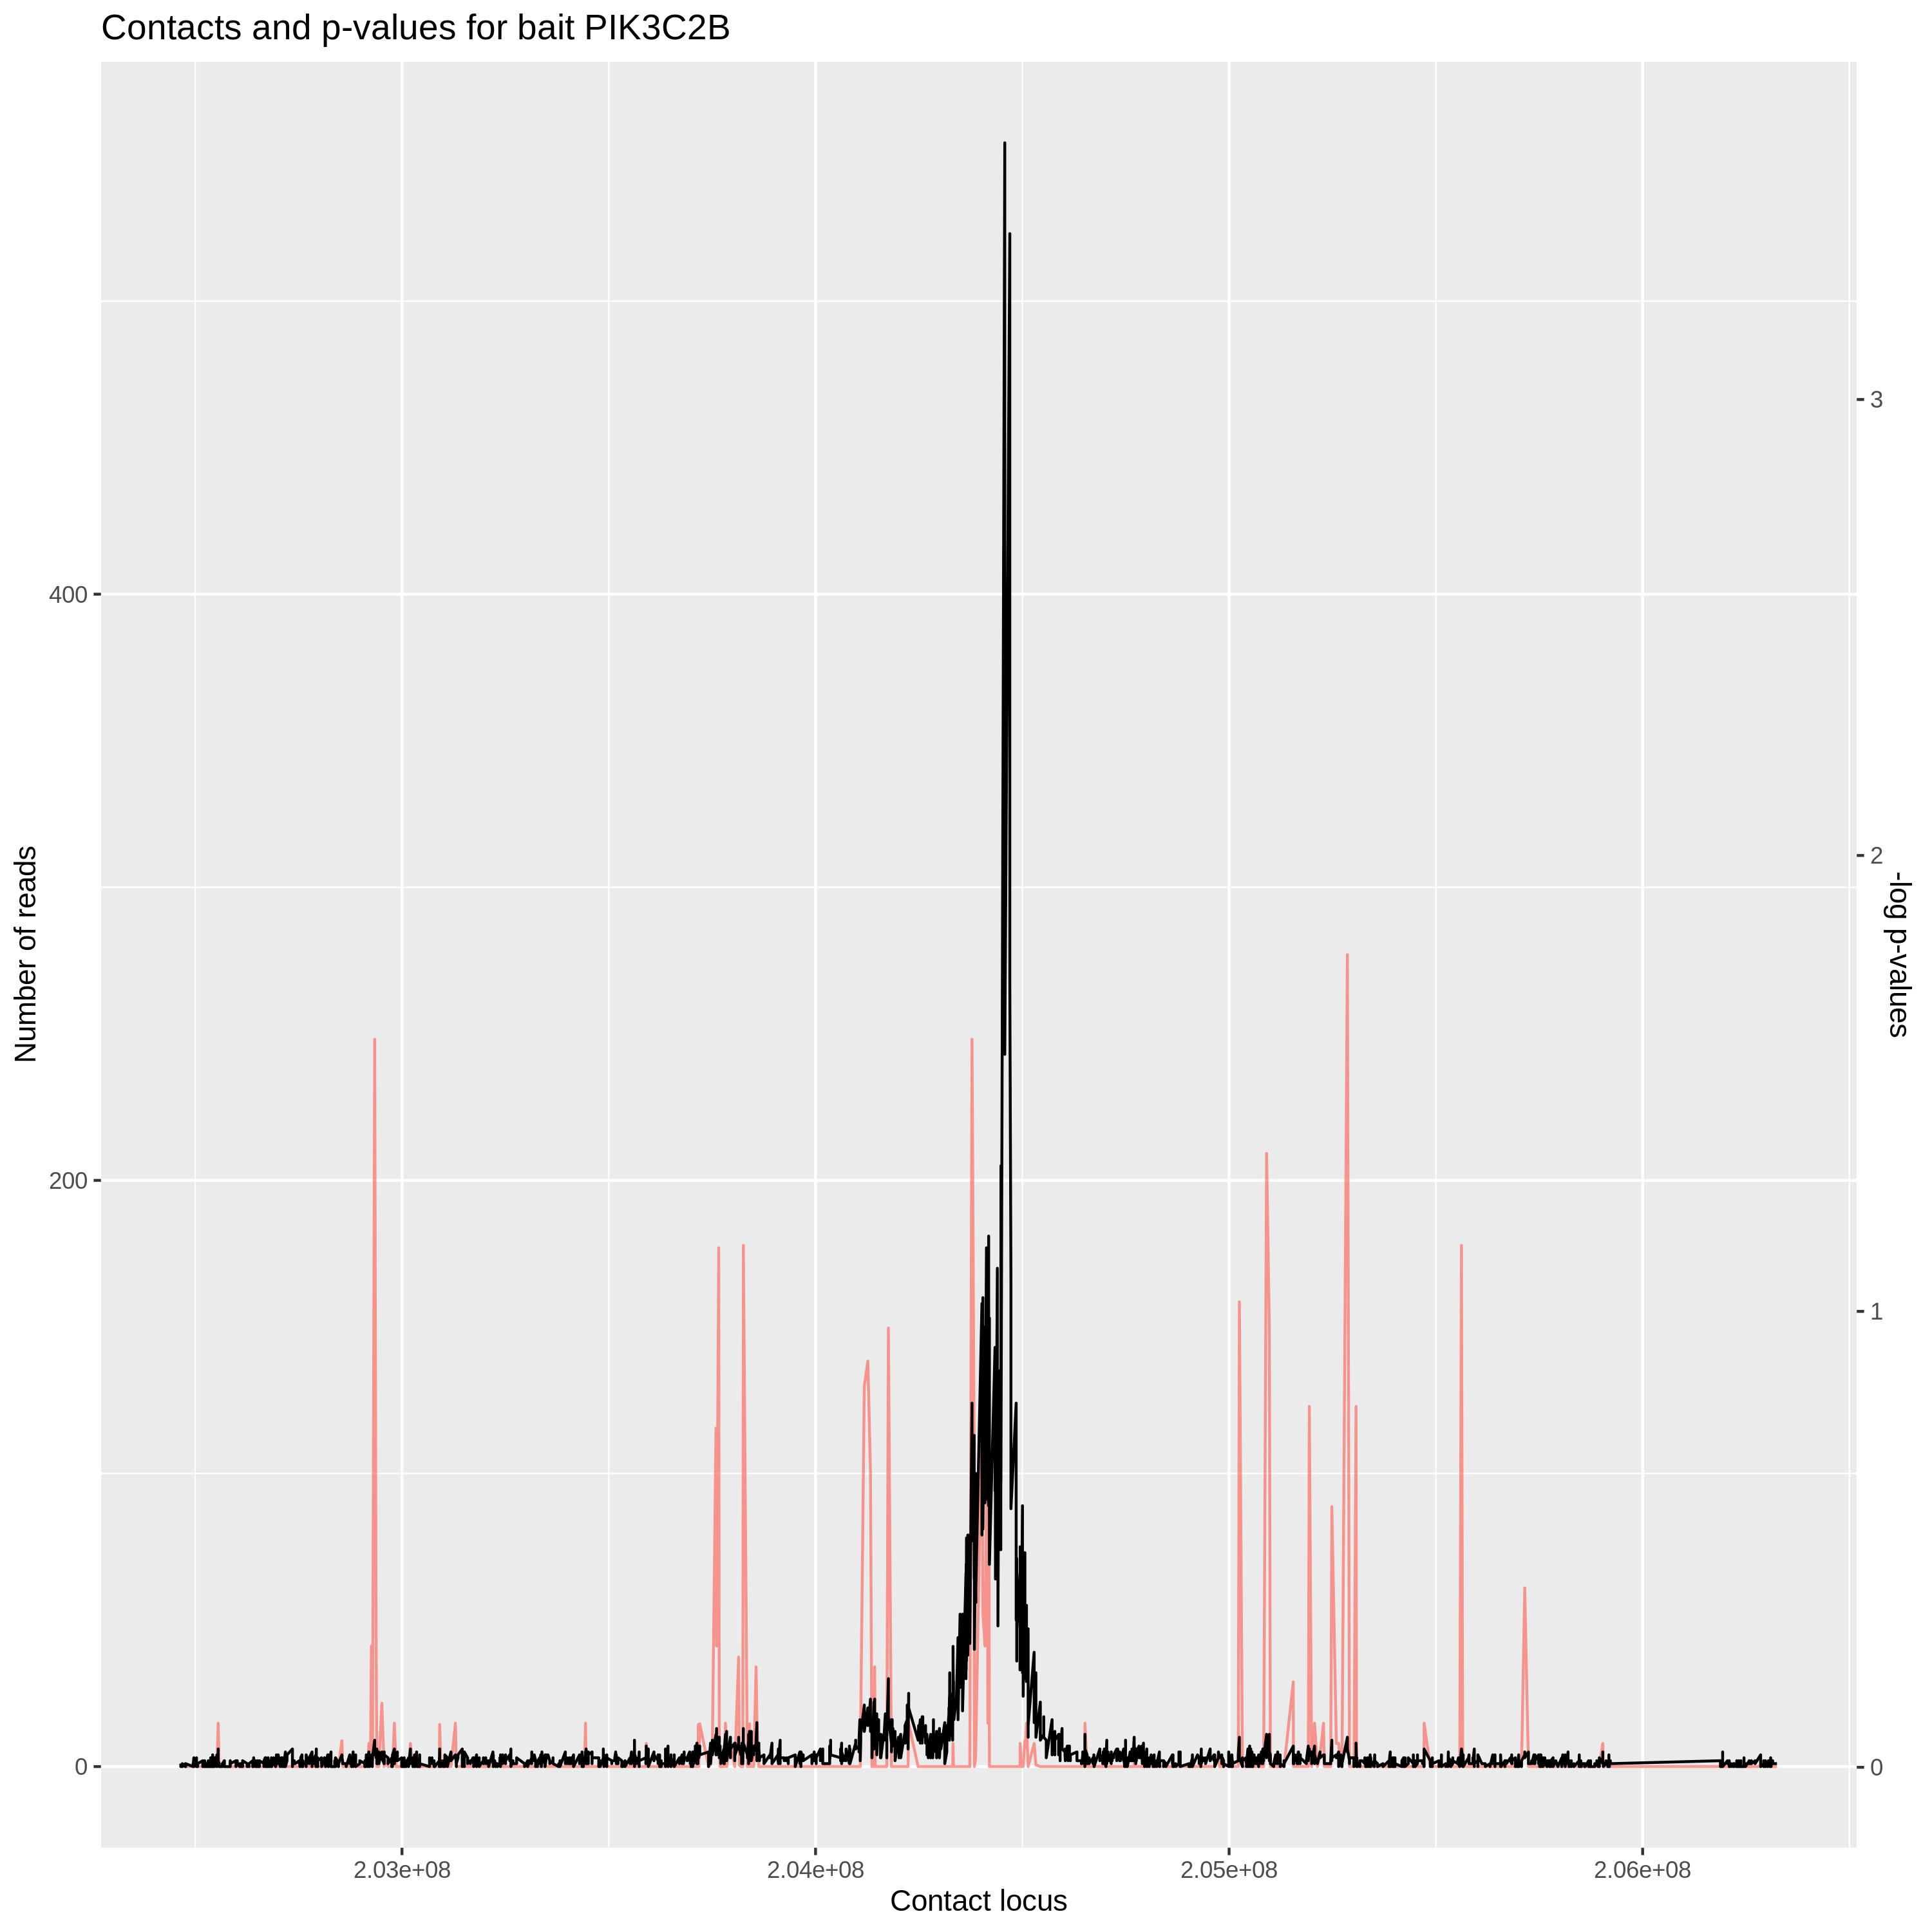 Contacts and p-values for bait PIK3C2B
Number of reads
400
200
0
3
2
1
0
-log p-values
2.03e+08 2.04e+08 2.05e+08 2.06e+08
Contact locus